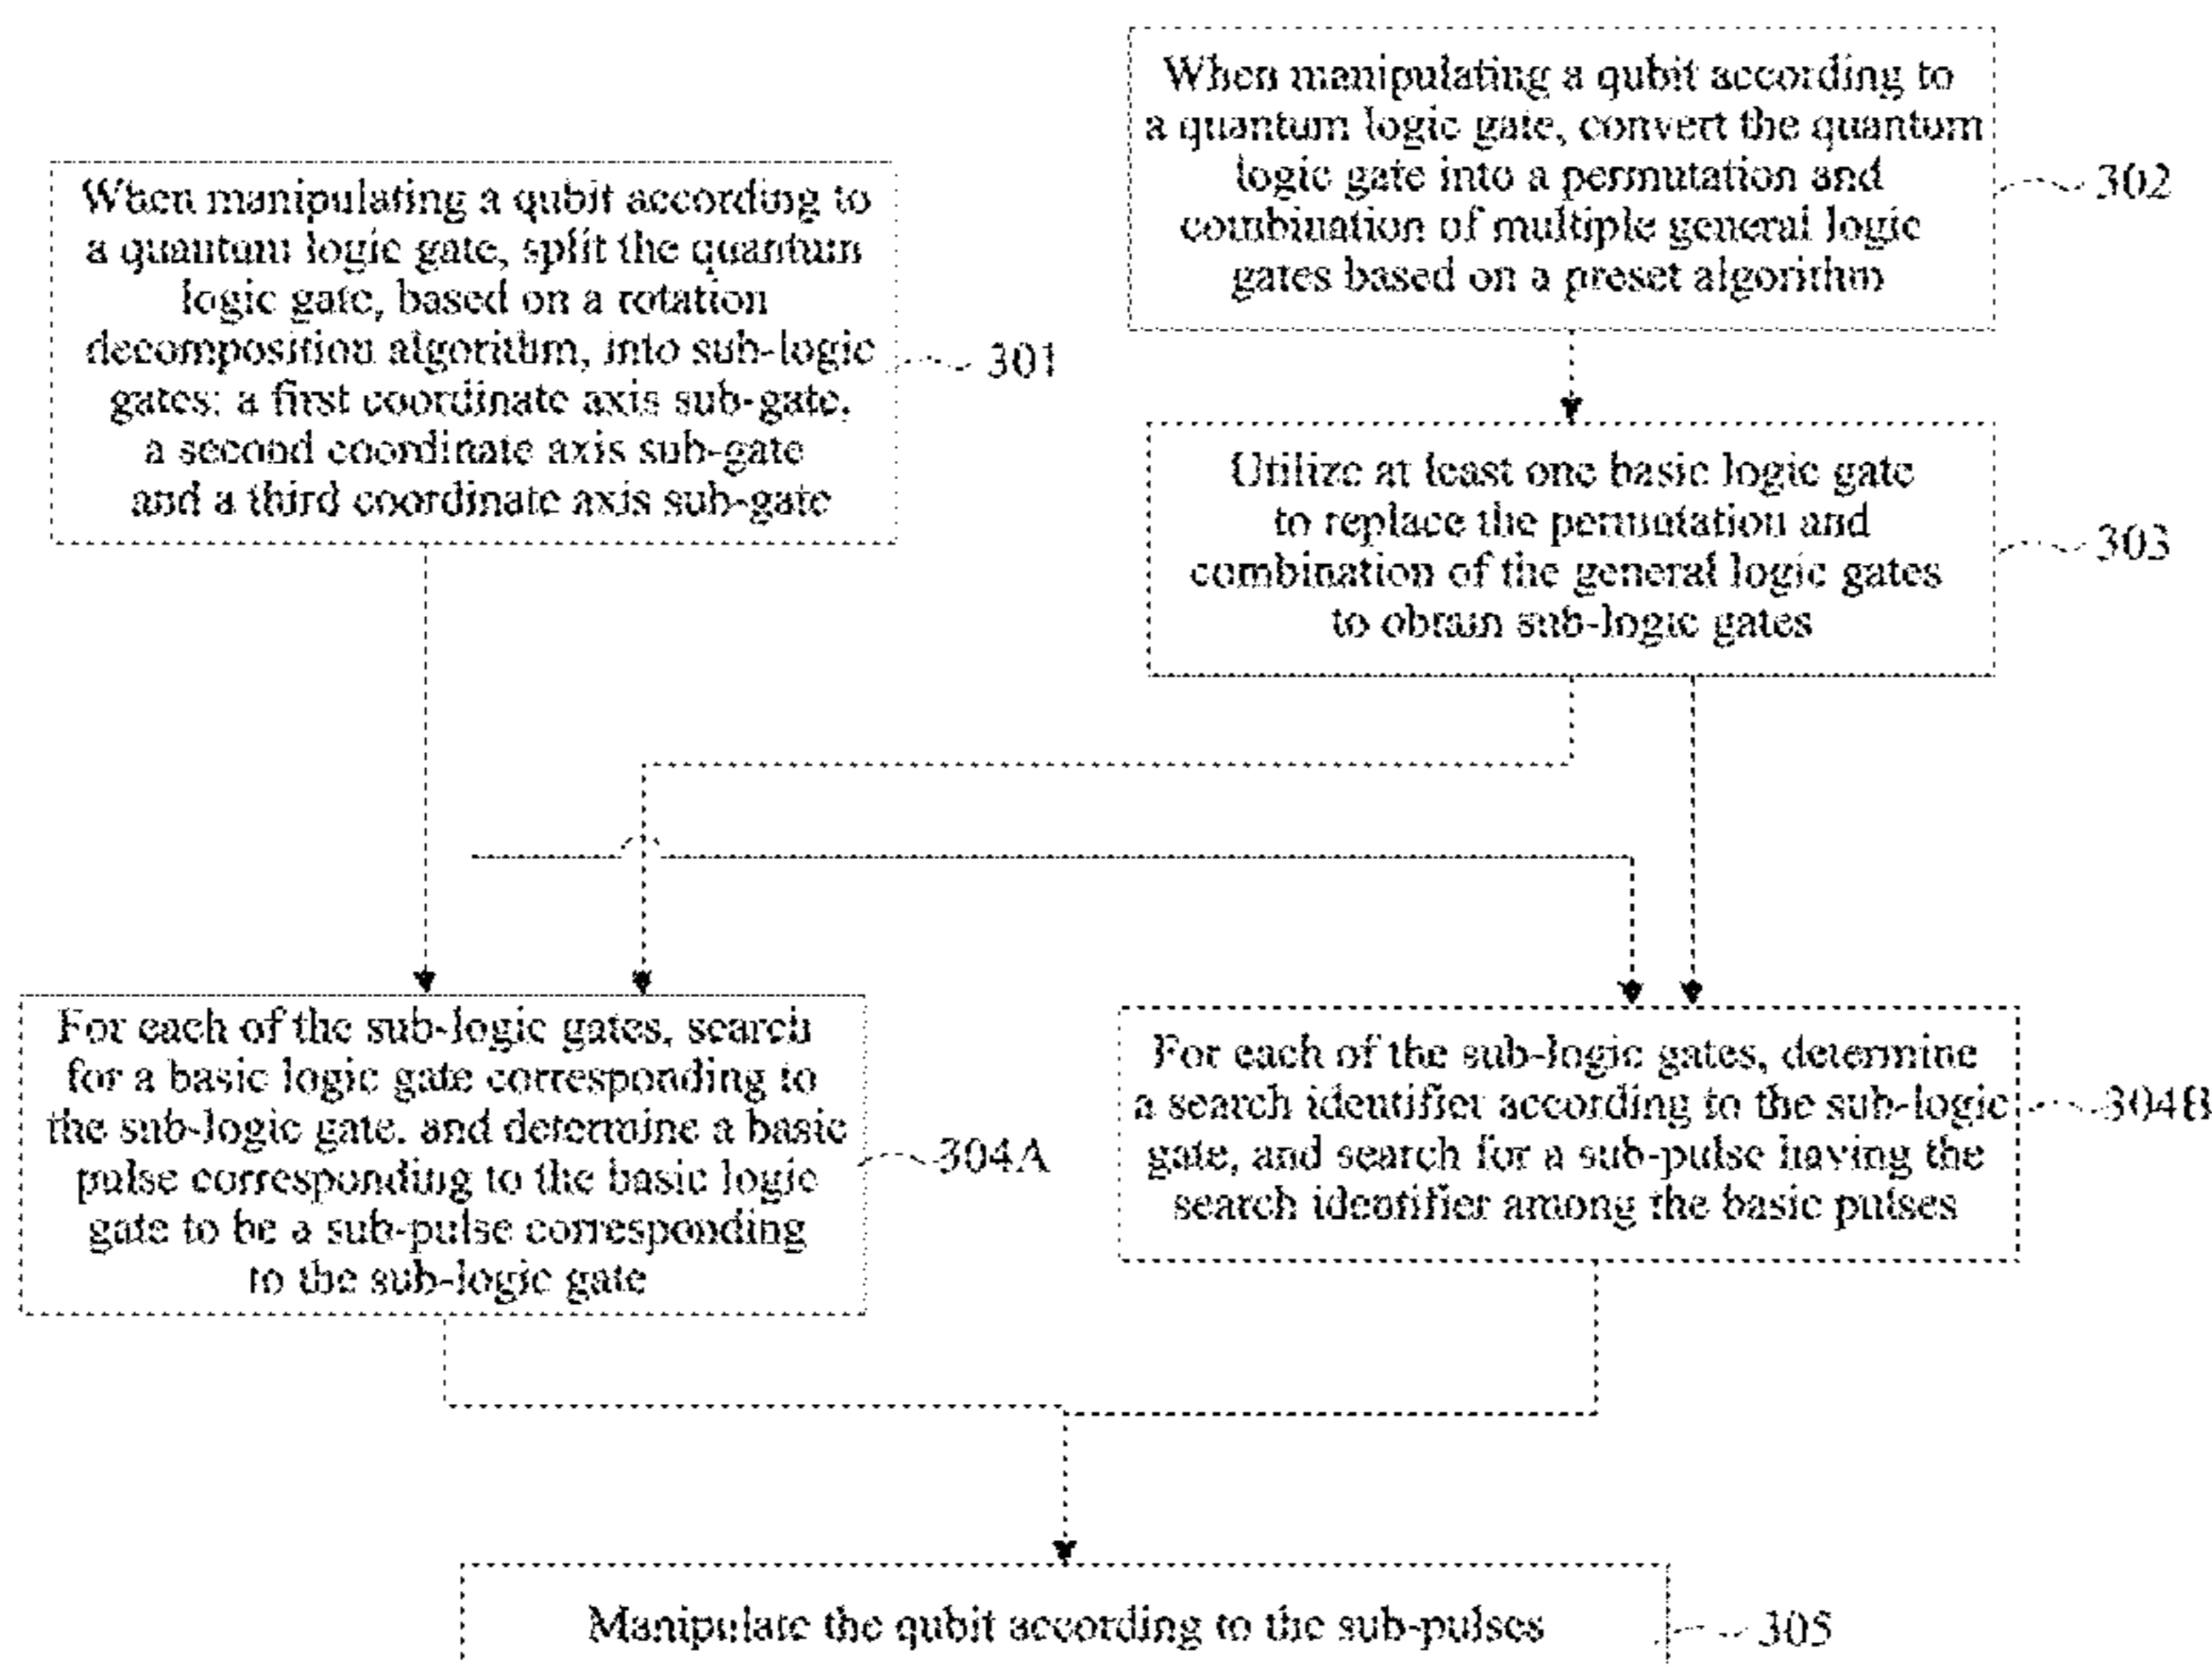 When manipulating a qubit according to
a quantum logic gate, split the quantum
logic gate, based on a rotation
decomposition algorithm, into sub-logic
gates: a first coordinate axis sub-gate,
a second coordinate axis sub-gate
and a third coordinate axis sub-gate
301
When manipulating a qubit according to
a quantum logic gate, convert the quantum
logic gate into a permutation and
combination of multiple general logic
gates based on a preset algorithm
302
Utilize at least one basic logic gate
to replace the permutation and
combination of the general logic gates
to obtain sub-logic gates
303
For each of the sub-logic gates, search
for a basic logic gate corresponding to
the sub-logic gate, and determine a basic
pulse corresponding to the basic logic
gate to be a sub-pulse corresponding
to the sub-logic gate
304A
For each of the sub-logic gates, determine
a search identifier according to the sub-logic
gate, and search for a sub-pulse having the
search identifier among the basic pulses
304B
Manipulate the qubit according to the sub-pulses
305